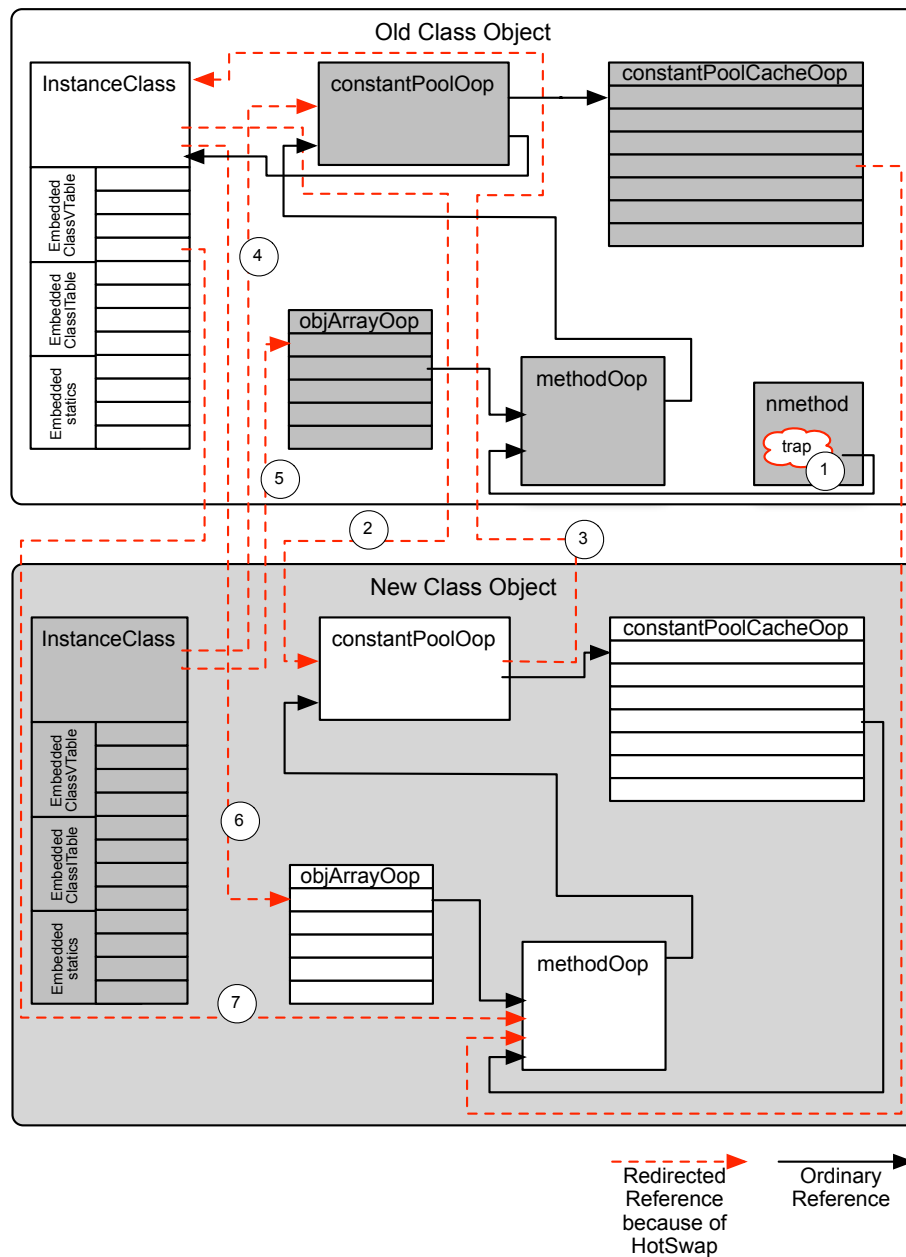 Old Class Object
InstanceClass
constantPoolOop
constantPoolCacheOop
Embedded
ClassVTable
4
Embedded
ClassITable
objArrayOop
methodOop
Embedded
statics
nmethod
trap
1
5
2
3
New Class Object
InstanceClass
constantPoolOop
constantPoolCacheOop
Embedded
ClassVTable
6
Embedded
ClassITable
objArrayOop
Embedded
statics
methodOop
7
Redirected
Reference
because of
HotSwap
Ordinary
Reference